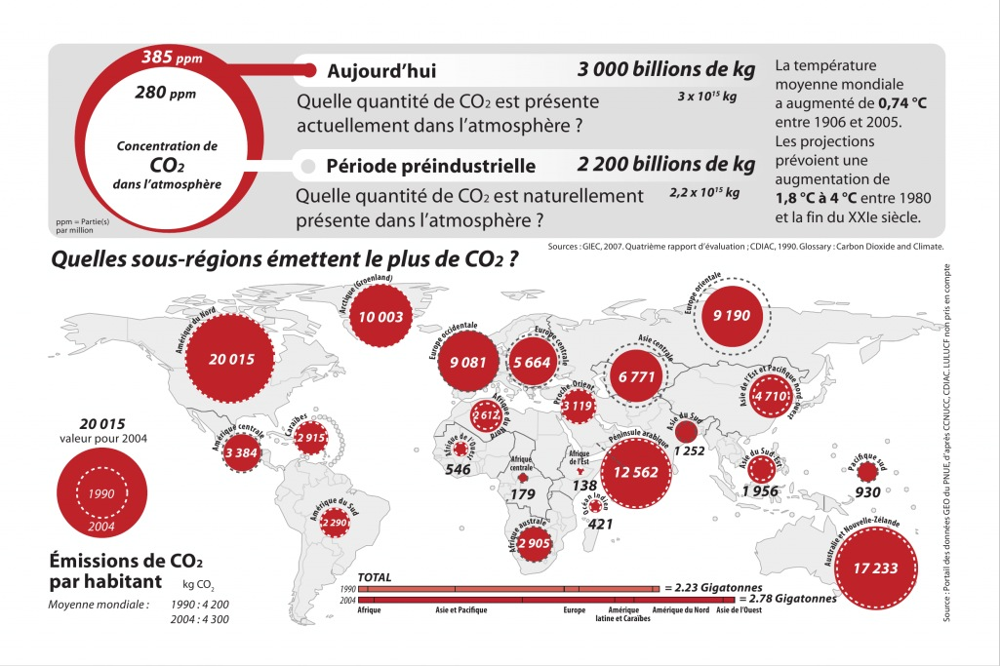 385 ppm
280 ppm
Concentration de
CO2
dans l'atmosphère
ppm = Partie(s)
par million
Aujourd'hui
3 000 billions de kg
3 x 10¹⁵ kg
Quelle quantité de CO2 est présente
actuellement dans l'atmosphère ?
Période préindustrielle
2 200 billions de kg
2,2 x 10¹⁵ kg
Quelle quantité de CO2 est naturellement
présente dans l'atmosphère ?
La température
moyenne mondiale
a augmenté de 0,74 °C
entre 1906 et 2005.
Les projections
prévoient une
augmentation de
1,8 °C à 4 °C entre 1980
et la fin du XXIe siècle.
Sources : GIEC, 2007. Quatrième rapport d'évaluation ; CDIAC, 1990. Glossary : Carbon Dioxide and Climate.
Quelles sous-régions émettent le plus de CO2 ?
Amérique du Nord
20 015
Arctique (Groenland)
10 003
Europe occidentale
9 081
Europe centrale
5 664
Europe orientale
9 190
Asie centrale
6 771
Proche-Orient
3 119
Asie de l'Est et Pacifique nord-ouest
4 710
Amérique centrale
3 384
Caraïbes
2 915
Afrique du Nord
2 612
Afrique de l'Ouest
546
Afrique
centrale
179
Afrique
de l'Est
138
Péninsule arabique
12 562
Asie du Sud
1 252
Asie du Sud-Est
1 956
Pacifique sud
930
Océan Indien
421
Amérique du Sud
2 290
Afrique australe
2 905
Australie et Nouvelle-Zélande
17 233
20 015
valeur pour 2004
1990
2004
Émissions de CO2
par habitant kg CO2
Moyenne mondiale : 1990 : 4 200
2004 : 4 300
TOTAL
1990 = 2.23 Gigatonnes
2004 = 2.78 Gigatonnes
Afrique Asie et Pacifique Europe Amérique latine et Caraïbes Amérique du Nord Asie de l'Ouest
Source : Portail des données GEO du PNUE, d'après CCNUCC, CDIAC. LULUCF non pris en compte